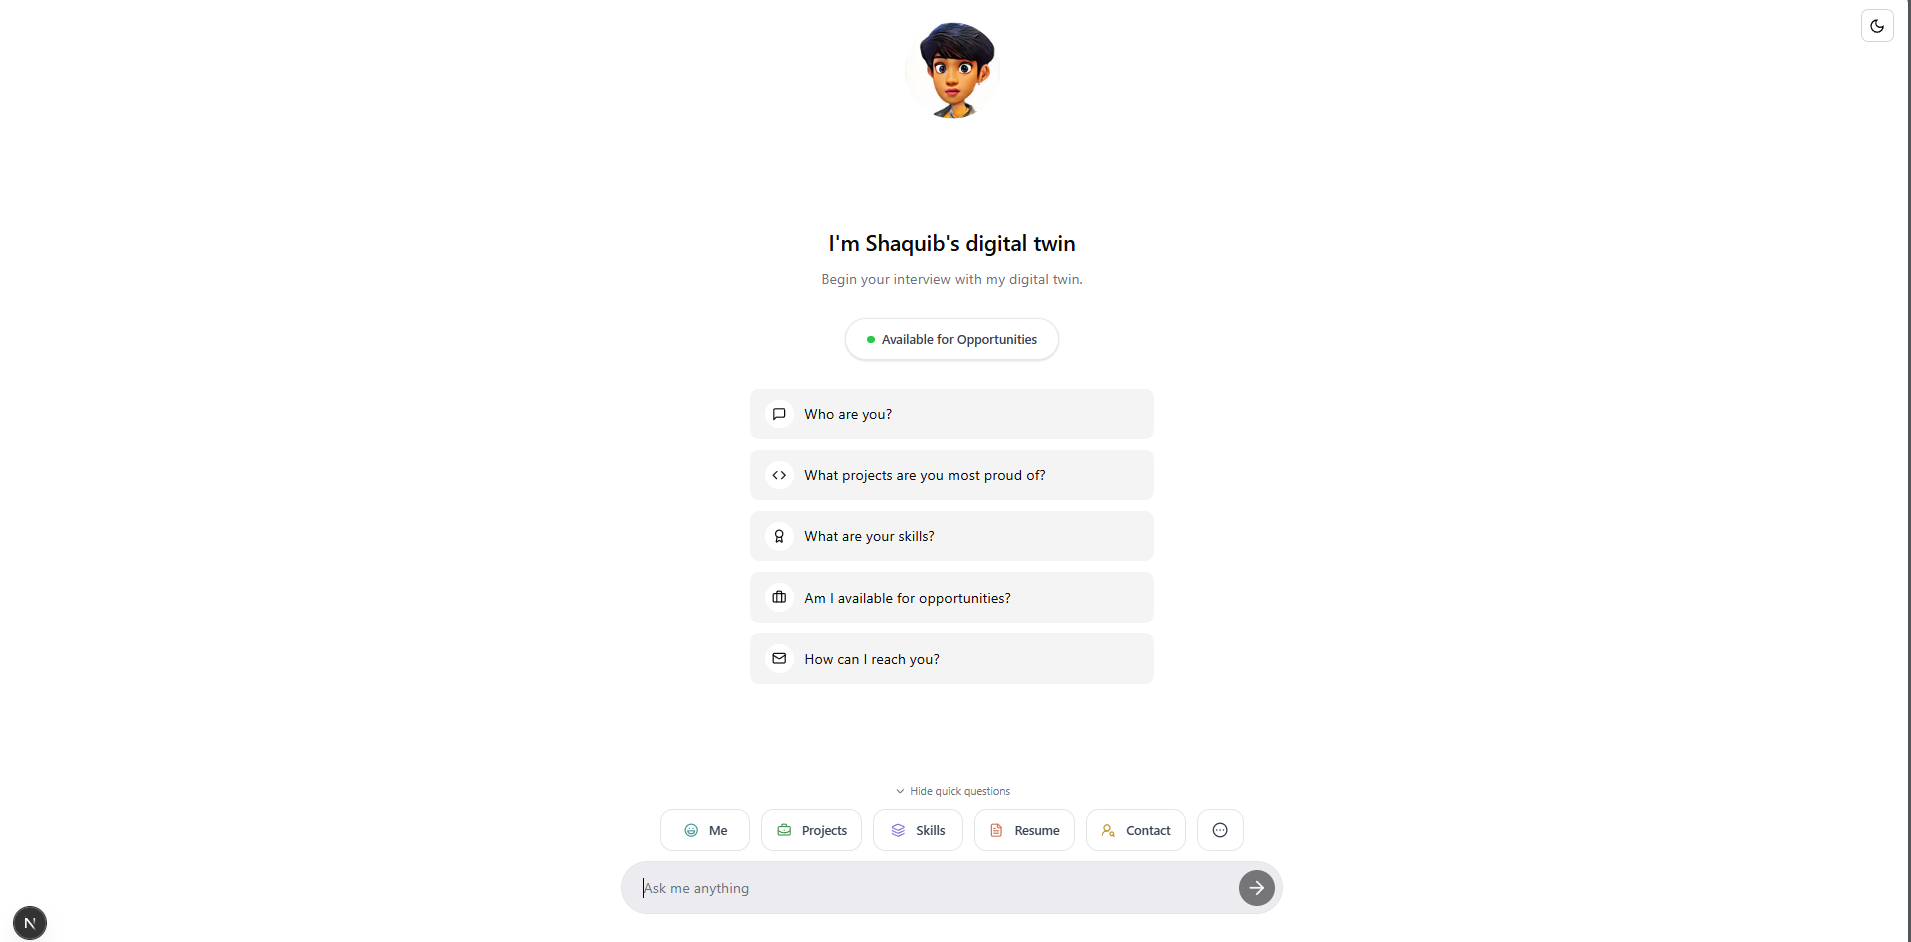 I'm Shaquib's digital twin
Begin your interview with my digital twin.
Available for Opportunities
Who are you?
What projects are you most proud of?
What are your skills?
Am I available for opportunities?
How can I reach you?
Hide quick questions
Me Projects Skills Resume Contact
Ask me anything
N